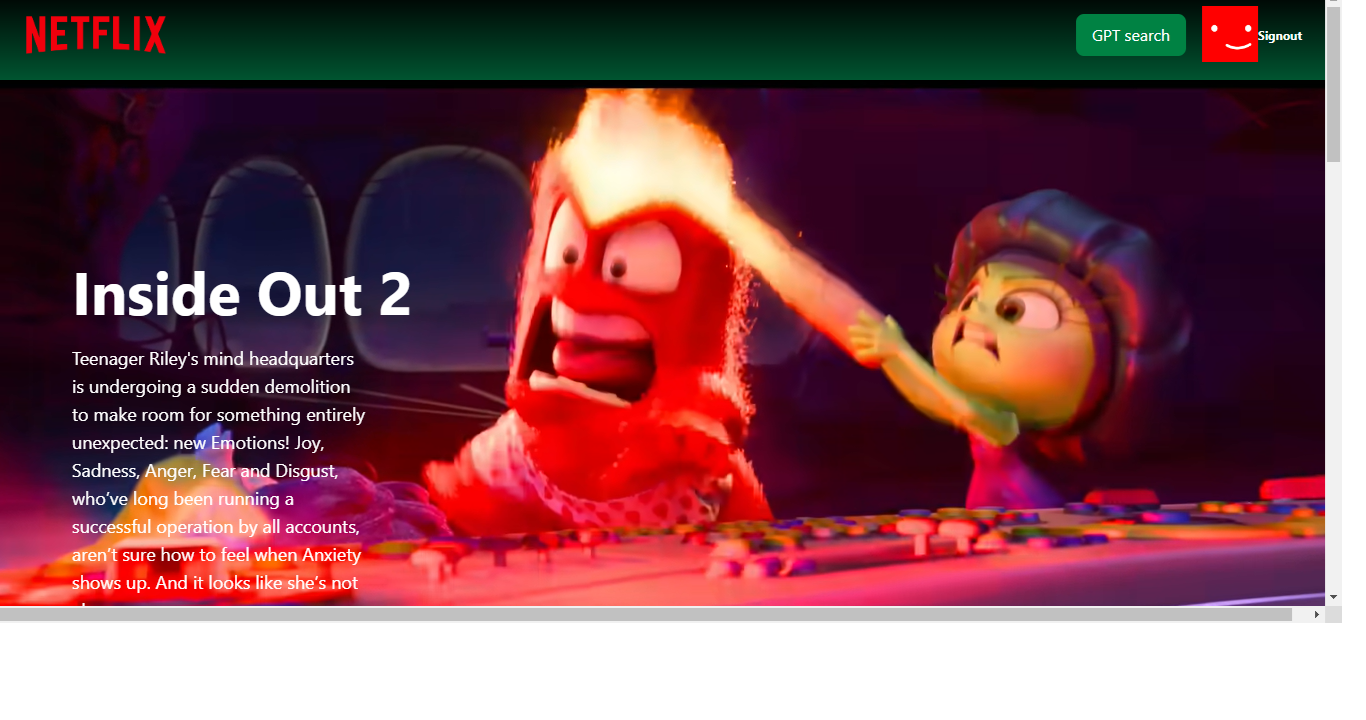 NETFLIX
GPT search
Signout
Inside Out 2
Teenager Riley's mind headquarters
is undergoing a sudden demolition
to make room for something entirely
unexpected: new Emotions! Joy,
Sadness, Anger, Fear and Disgust,
who’ve long been running a
successful operation by all accounts,
aren’t sure how to feel when Anxiety
shows up. And it looks like she’s not